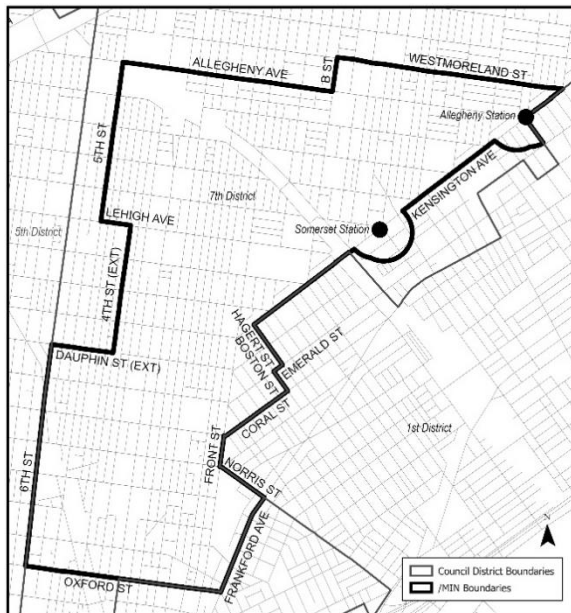 WESTMORELAND ST
ALLEGHENY AVE
B ST
Allegheny Station
5TH ST
KENSINGTON AVE
7th District
LEHIGH AVE
5th District
Somerset Station
4TH ST (EXT)
HAGERT ST
BOSTON ST
EMERALD ST
DAUPHIN ST (EXT)
CORAL ST
1st District
FRONT ST
NORRIS ST
6TH ST
FRANKFORD AVE
OXFORD ST
Council District Boundaries
/MIN Boundaries